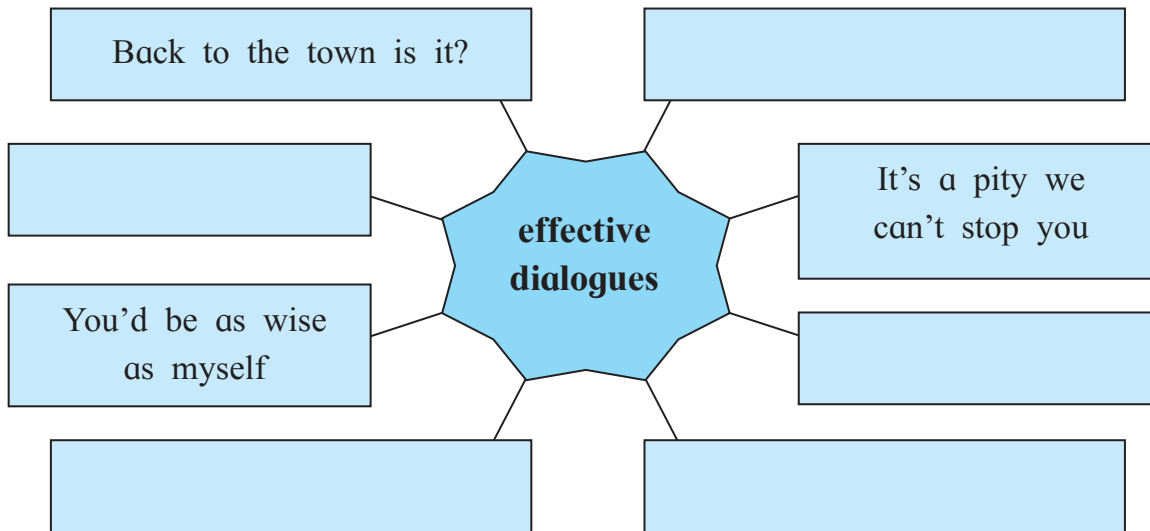 Back to the town is it?
It's a pity we
can't stop you
effective
dialogues
You’d be as wise
as myself